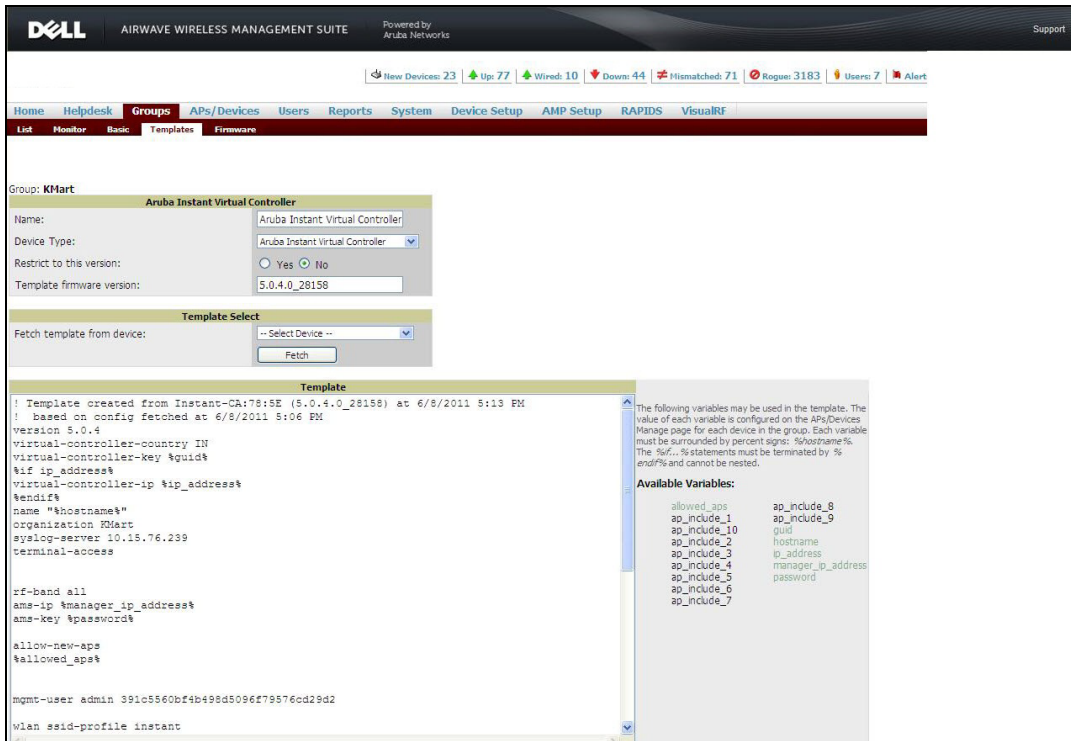 DELL AIRWAVE WIRELESS MANAGEMENT SUITE Powered by Aruba Networks Support
New Devices: 23 Up: 77 Wired: 10 Down: 44 Mismatched: 71 Rogue: 3183 Users: 7 Alert
Home Helpdesk Groups APs/Devices Users Reports System Device Setup AMP Setup RAPIDS VisualRF
List Monitor Basic Templates Firmware
Group: KMart
Aruba Instant Virtual Controller
Name: Aruba Instant Virtual Controller
Device Type: Aruba Instant Virtual Controller
Restrict to this version: Yes No
Template firmware version: 5.0.4.0_28158
Template Select
Fetch template from device: -- Select Device --
Fetch
Template
! Template created from Instant-CA:78:5E (5.0.4.0_28158) at 6/8/2011 5:13 PM
! based on config fetched at 6/8/2011 5:06 PM
version 5.0.4
virtual-controller-country IN
virtual-controller-key %guid%
%if ip_address%
virtual-controller-ip %ip_address%
%endif%
name "%hostname%"
organization KMart
syslog-server 10.15.76.239
terminal-access
rf-band all
ams-ip %manager_ip_address%
ams-key %password%
allow-new-aps
%allowed_aps%
mgmt-user admin 391c5560bf4b498d5096f79576cd29d2
wlan ssid-profile instant
The following variables may be used in the template. The
value of each variable is configured on the APs/Devices
Manage page for each device in the group. Each variable
must be surrounded by percent signs: %hostname%.
The %if...% statements must be terminated by %
endif% and cannot be nested.
Available Variables:
allowed_aps ap_include_8
ap_include_1 ap_include_9
ap_include_10 guid
ap_include_2 hostname
ap_include_3 ip_address
ap_include_4 manager_ip_address
ap_include_5 password
ap_include_6
ap_include_7